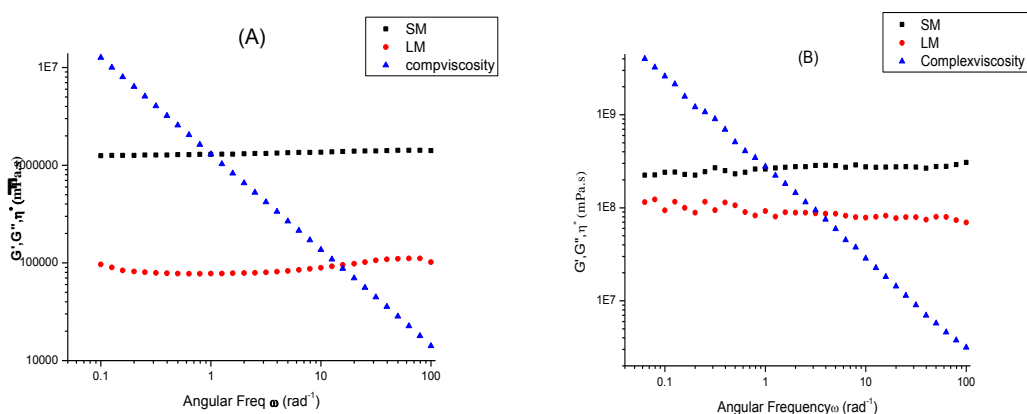 (A)
SM
LM
compviscosity
1E7
1000000
100000
10000
G',G'',η* (mPa.s)
0.1 1 10 100
Angular Freq ω (rad⁻¹)
(B)
SM
LM
Complexviscosity
1E9
1E8
1E7
G',G'',η* (mPa.s)
0.1 1 10 100
Angular Frequencyω (rad⁻¹)